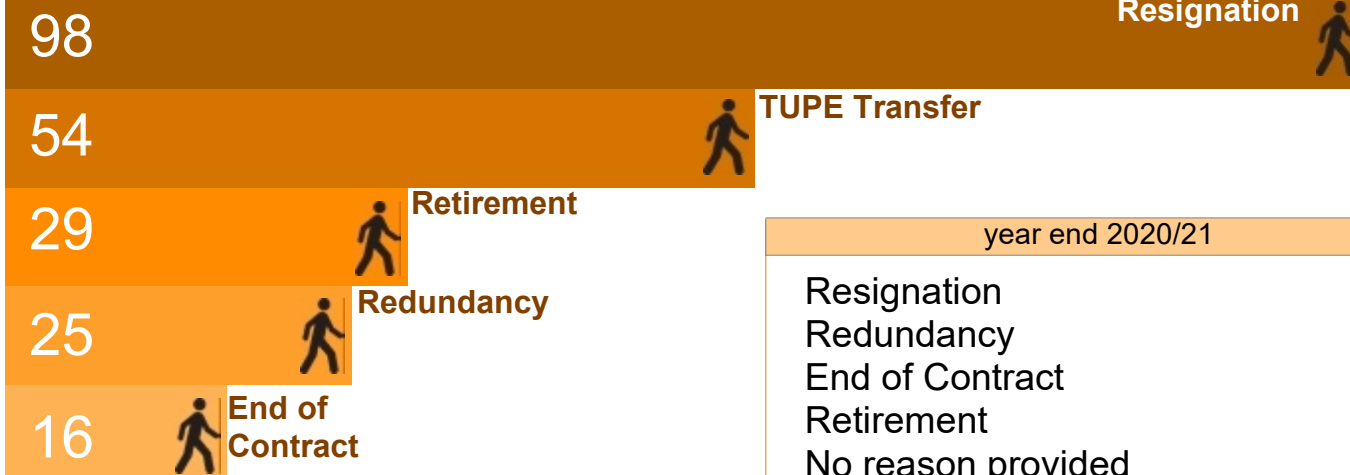 98
Resignation
54
TUPE Transfer
29
Retirement
25
Redundancy
16
End of
Contract
year end 2020/21
Resignation
Redundancy
End of Contract
Retirement
No reason provided